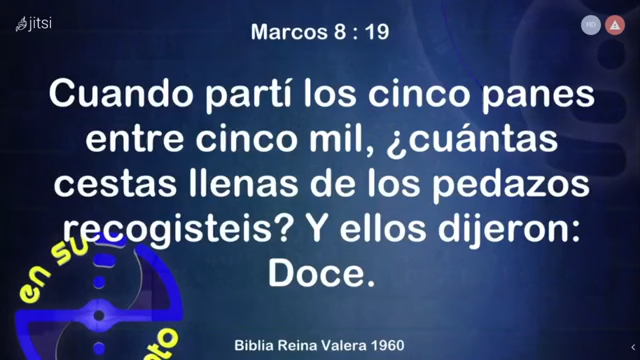 jitsi
HD
Marcos 8 : 19
Cuando partí los cinco panes
entre cinco mil, ¿cuántas
cestas llenas de los pedazos
recogisteis? Y ellos dijeron:
Doce.
en su
Biblia Reina Valera 1960